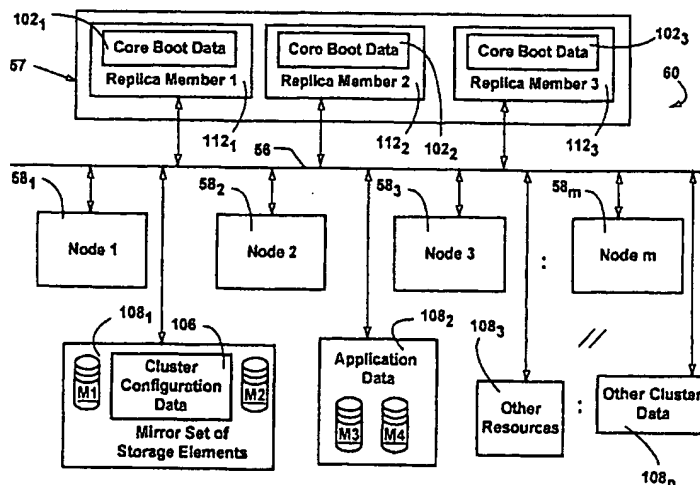 102₁
Core Boot Data
Core Boot Data
Core Boot Data
102₃
57
Replica Member 1
Replica Member 2
Replica Member 3
60
112₁
112₂
102₂
112₃
56
58₁
58₂
58₃
58ₘ
Node 1
Node 2
Node 3
:
Node m
108₁
106
108₂
108₃
//
Cluster
Configuration
Data
M1
M2
Mirror Set of
Storage Elements
Application
Data
M3
M4
Other
Resources
:
Other Cluster
Data
108ₙ